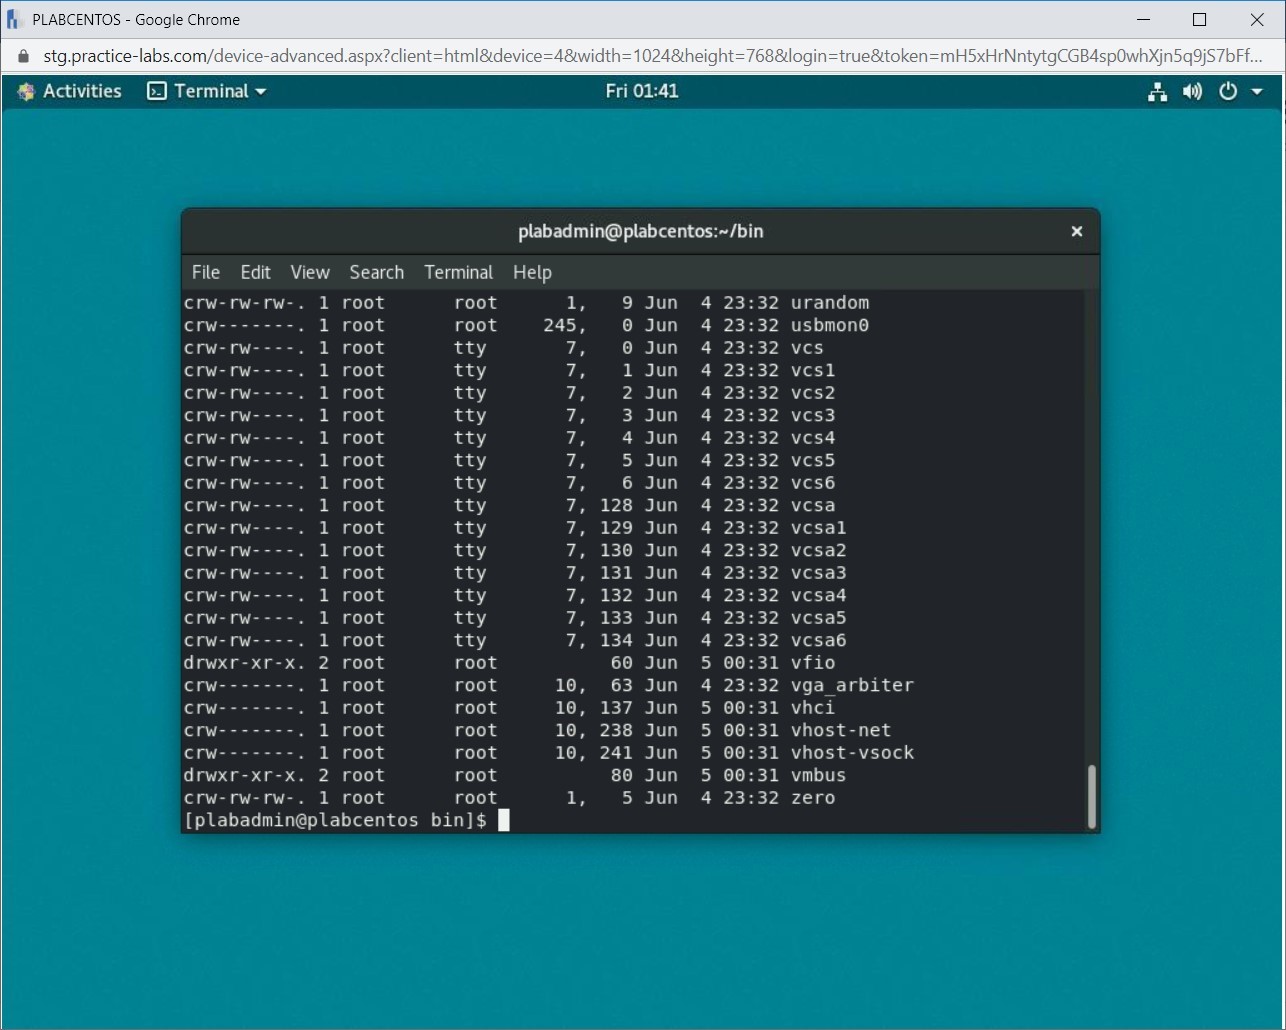 PLABCENTOS - Google Chrome
stg.practice-labs.com/device-advanced.aspx?client=html&device=4&width=1024&height=768&login=true&token=mH5xHrNntytgCGB4sp0whXjn5q9jS7bFf...
Activities Terminal Fri 01:41
plabadmin@plabcentos:~/bin
File Edit View Search Terminal Help
crw-rw-rw-. 1 root root 1, 9 Jun 4 23:32 urandom
crw-------. 1 root root 245, 0 Jun 4 23:32 usbmon0
crw-rw----. 1 root tty 7, 0 Jun 4 23:32 vcs
crw-rw----. 1 root tty 7, 1 Jun 4 23:32 vcs1
crw-rw----. 1 root tty 7, 2 Jun 4 23:32 vcs2
crw-rw----. 1 root tty 7, 3 Jun 4 23:32 vcs3
crw-rw----. 1 root tty 7, 4 Jun 4 23:32 vcs4
crw-rw----. 1 root tty 7, 5 Jun 4 23:32 vcs5
crw-rw----. 1 root tty 7, 6 Jun 4 23:32 vcs6
crw-rw----. 1 root tty 7, 128 Jun 4 23:32 vcsa
crw-rw----. 1 root tty 7, 129 Jun 4 23:32 vcsa1
crw-rw----. 1 root tty 7, 130 Jun 4 23:32 vcsa2
crw-rw----. 1 root tty 7, 131 Jun 4 23:32 vcsa3
crw-rw----. 1 root tty 7, 132 Jun 4 23:32 vcsa4
crw-rw----. 1 root tty 7, 133 Jun 4 23:32 vcsa5
crw-rw----. 1 root tty 7, 134 Jun 4 23:32 vcsa6
drwxr-xr-x. 2 root root 60 Jun 5 00:31 vfio
crw-------. 1 root root 10, 63 Jun 4 23:32 vga_arbiter
crw-------. 1 root root 10, 137 Jun 5 00:31 vhci
crw-------. 1 root root 10, 238 Jun 5 00:31 vhost-net
crw-------. 1 root root 10, 241 Jun 5 00:31 vhost-vsock
drwxr-xr-x. 2 root root 80 Jun 5 00:31 vmbus
crw-rw-rw-. 1 root root 1, 5 Jun 4 23:32 zero
[plabadmin@plabcentos bin]$